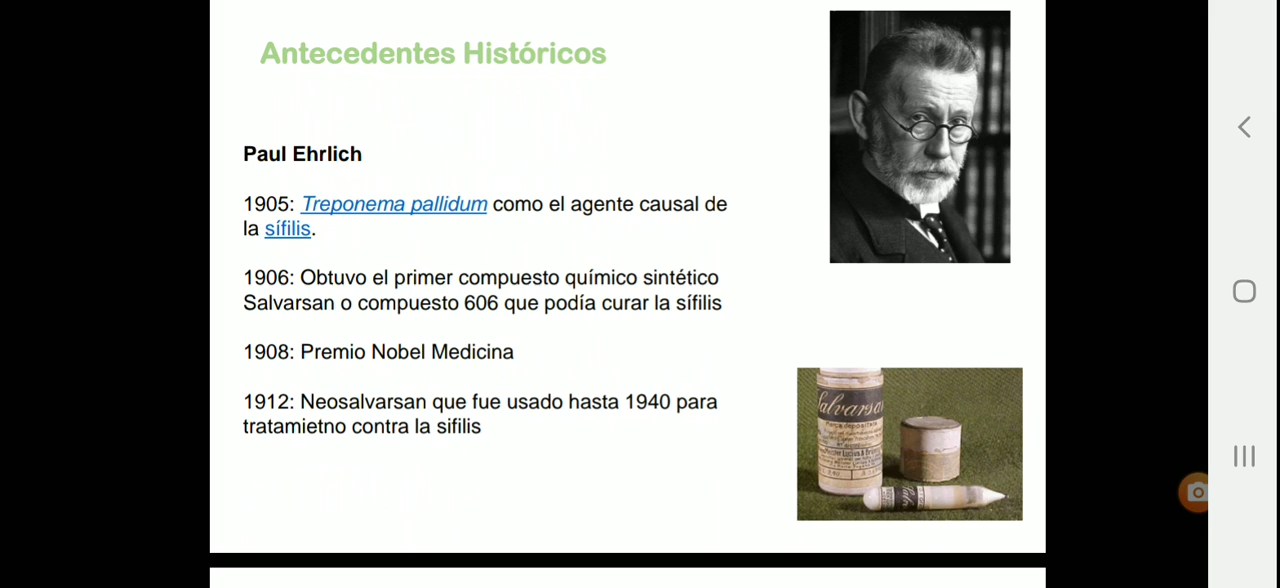 Antecedentes Históricos
Paul Ehrlich
1905: Treponema pallidum como el agente causal de
la sífilis.
1906: Obtuvo el primer compuesto químico sintético
Salvarsan o compuesto 606 que podía curar la sífilis
1908: Premio Nobel Medicina
1912: Neosalvarsan que fue usado hasta 1940 para
tratamietno contra la sifilis
Salvarsan